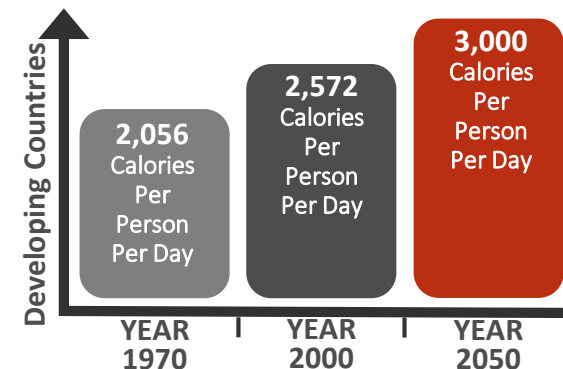 Developing Countries
2,056
Calories
Per
Person
Per Day
2,572
Calories
Per
Person
Per Day
3,000
Calories
Per
Person
Per Day
YEAR
1970
YEAR
2000
YEAR
2050